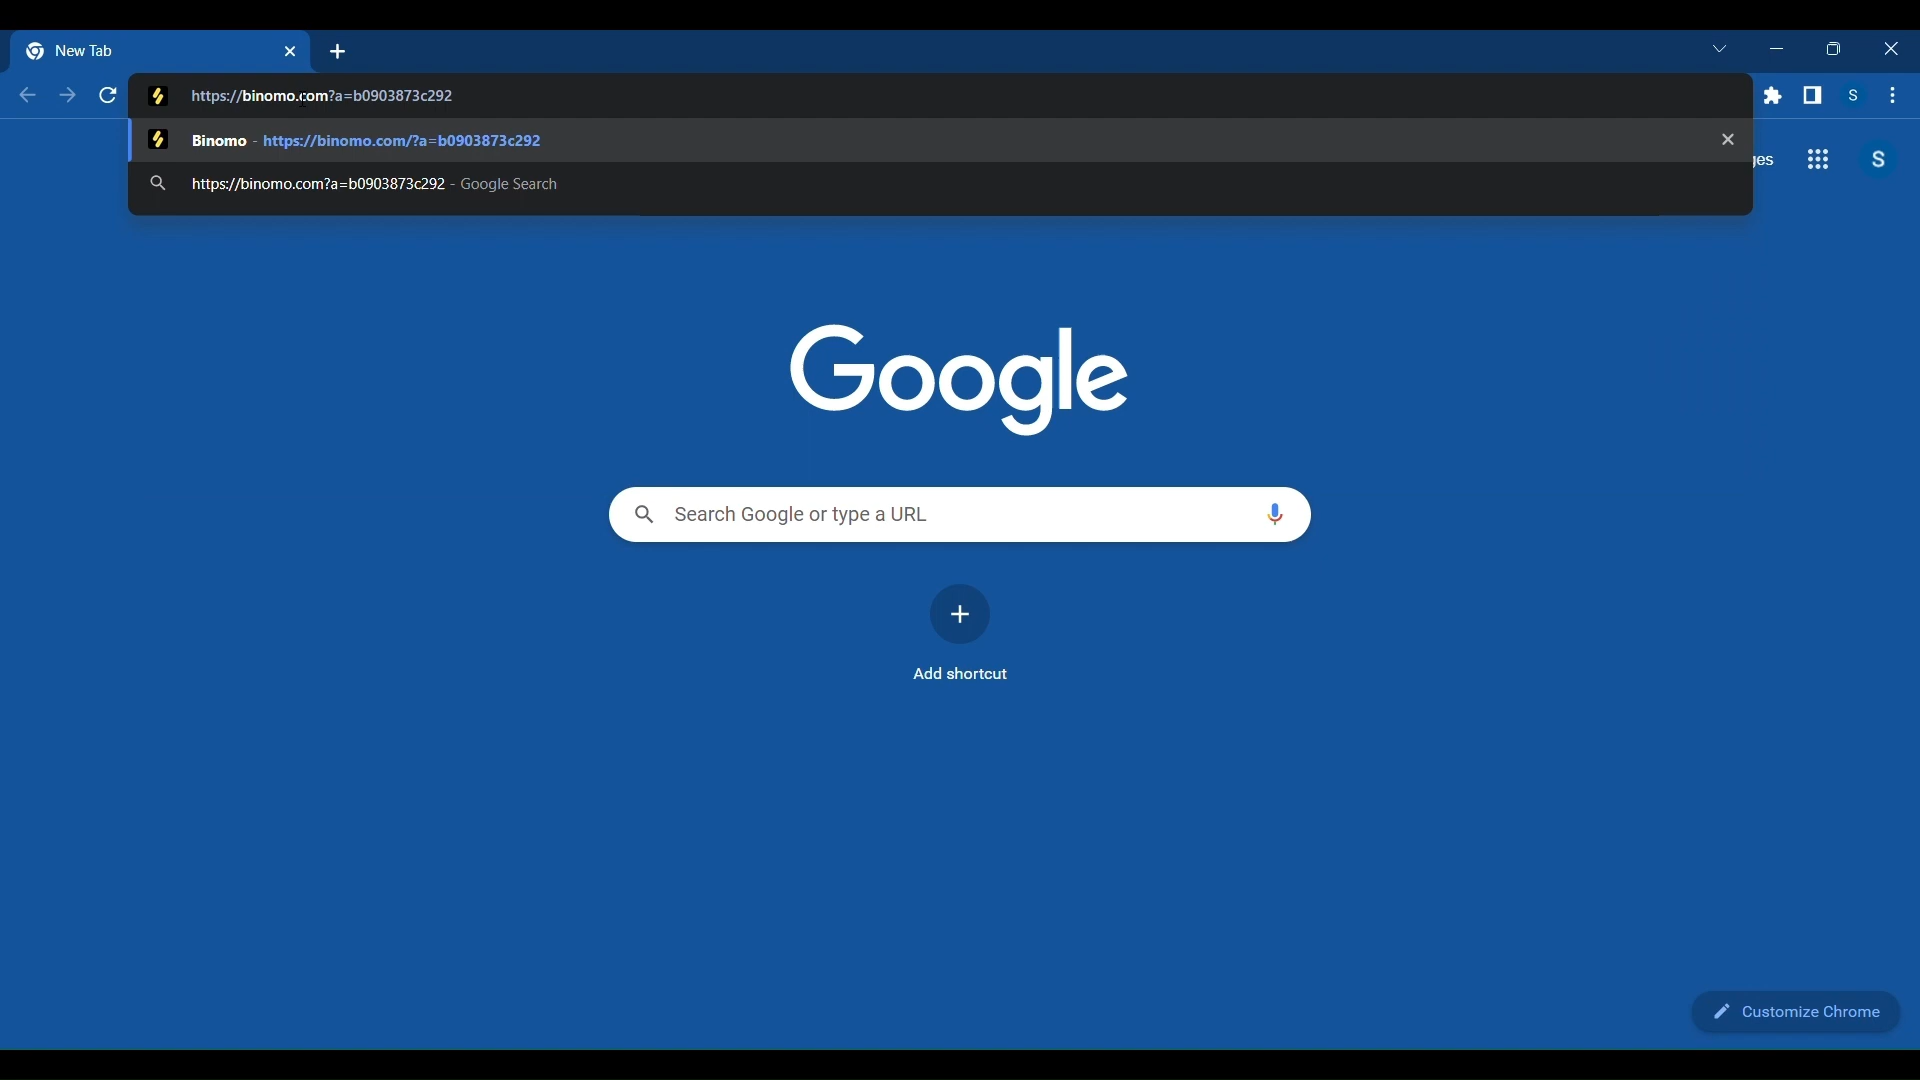 New Tab
https://binomo.com?a=b0903873c292
S
Binomo - https://binomo.com/?a=b0903873c292
https://binomo.com?a=b0903873c292 - Google Search
S
Google
Search Google or type a URL
Add shortcut
Customize Chrome